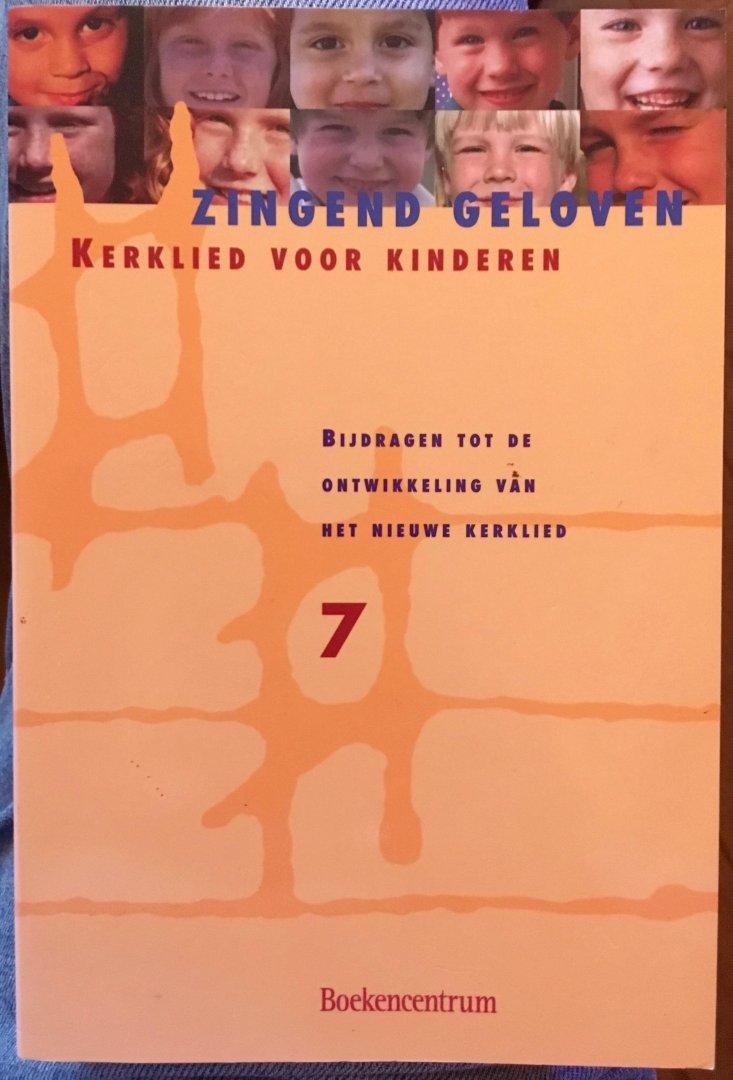 ZINGEND GELOVEN
KERKLIED VOOR KINDEREN
BIJDRAGEN TOT DE
ONTWIKKELING VAN
HET NIEUWE KERKLIED
7
Boekencentrum